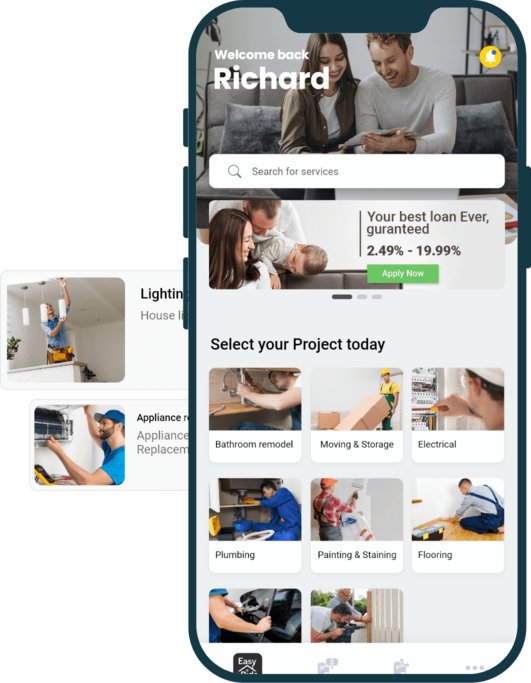 Welcome back
Richard
Search for services
Your best loan Ever,
guranteed
2.49% - 19.99%
Apply Now
Lighting
House li
Appliance re
Appliance
Replacem
Select your Project today
Bathroom remodel
Moving & Storage
Electrical
Plumbing
Painting & Staining
Flooring
Easy